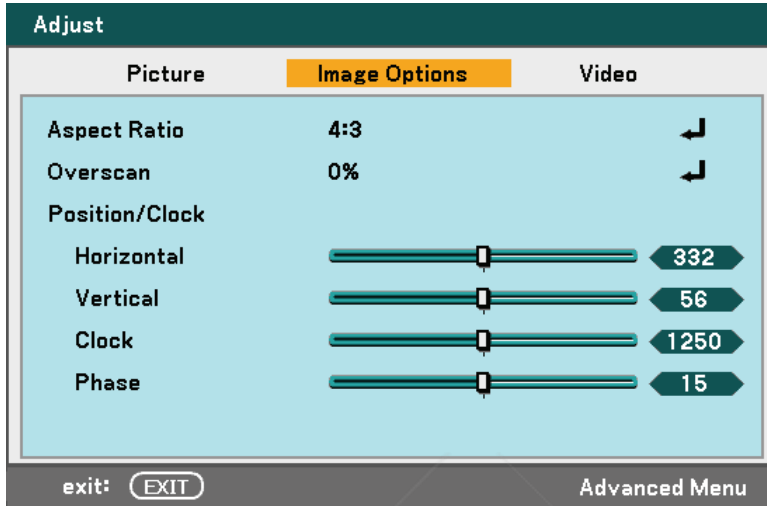 Adjust
Picture Image Options Video
Aspect Ratio 4:3
Overscan 0%
Position/Clock
Horizontal 332
Vertical 56
Clock 1250
Phase 15
exit: EXIT Advanced Menu